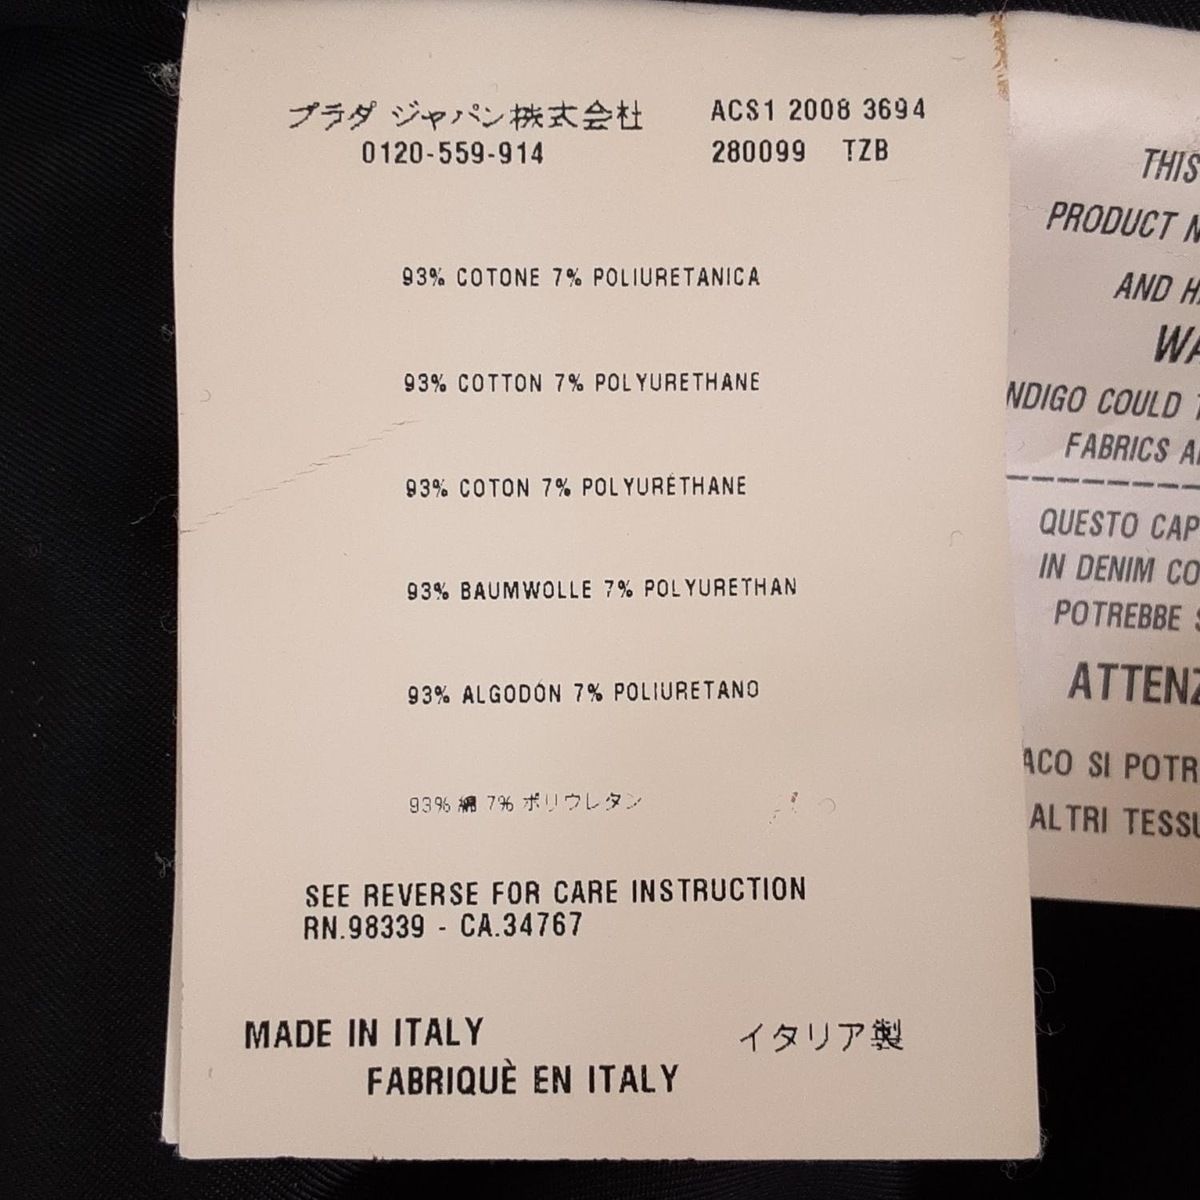 プラダ ジャパン株式会社
0120-559-914
ACS1 2008 3694
280099 TZB
93% COTONE 7% POLIURETANICA
93% COTTON 7% POLYURETHANE
93% COTON 7% POLYURÉTHANE
93% BAUMWOLLE 7% POLYURETHAN
93% ALGODÓN 7% POLIURETANO
93% 綿 7% ポリウレタン
SEE REVERSE FOR CARE INSTRUCTION
RN.98339 - CA.34767
MADE IN ITALY
FABRIQUÈ EN ITALY
イタリア製
THIS
PRODUCT
AND
NDIGO COULD
FABRICS
QUESTO CAP
IN DENIM CO
POTREBBE S
ATTENZ
ACO SI POTR
ALTRI TESSU